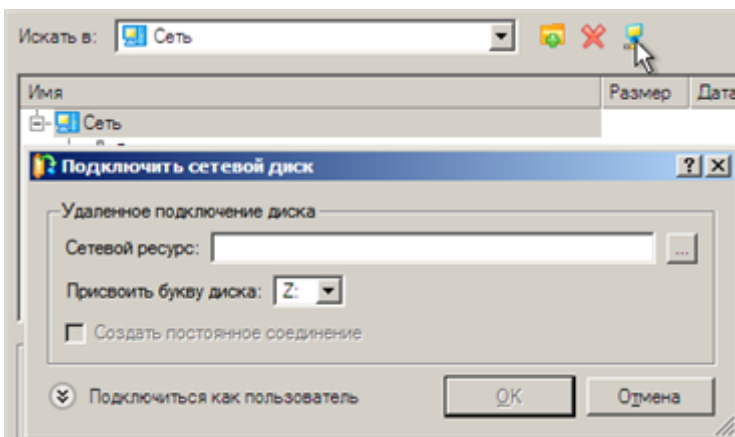 Искать в: Сеть
Имя Размер Дата
Сеть
Подключить сетевой диск
Удаленное подключение диска
Сетевой ресурс: ...
Присвоить букву диска: Z:
Создать постоянное соединение
Подключиться как пользователь OK Отмена